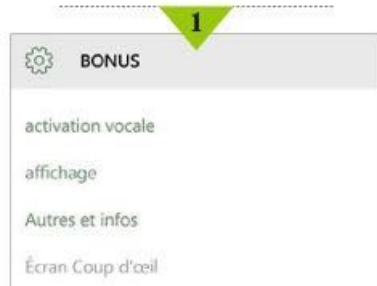 1
BONUS
activation vocale
affichage
Autres et infos
Écran Coup d'œil